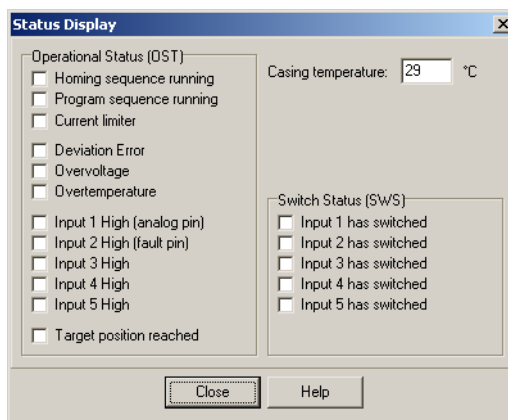 Status Display
Operational Status (OST)
Homing sequence running
Program sequence running
Current limiter
Deviation Error
Overvoltage
Overtemperature
Input 1 High (analog pin)
Input 2 High (fault pin)
Input 3 High
Input 4 High
Input 5 High
Target position reached
Casing temperature: 29 °C
Switch Status (SWS)
Input 1 has switched
Input 2 has switched
Input 3 has switched
Input 4 has switched
Input 5 has switched
Close
Help